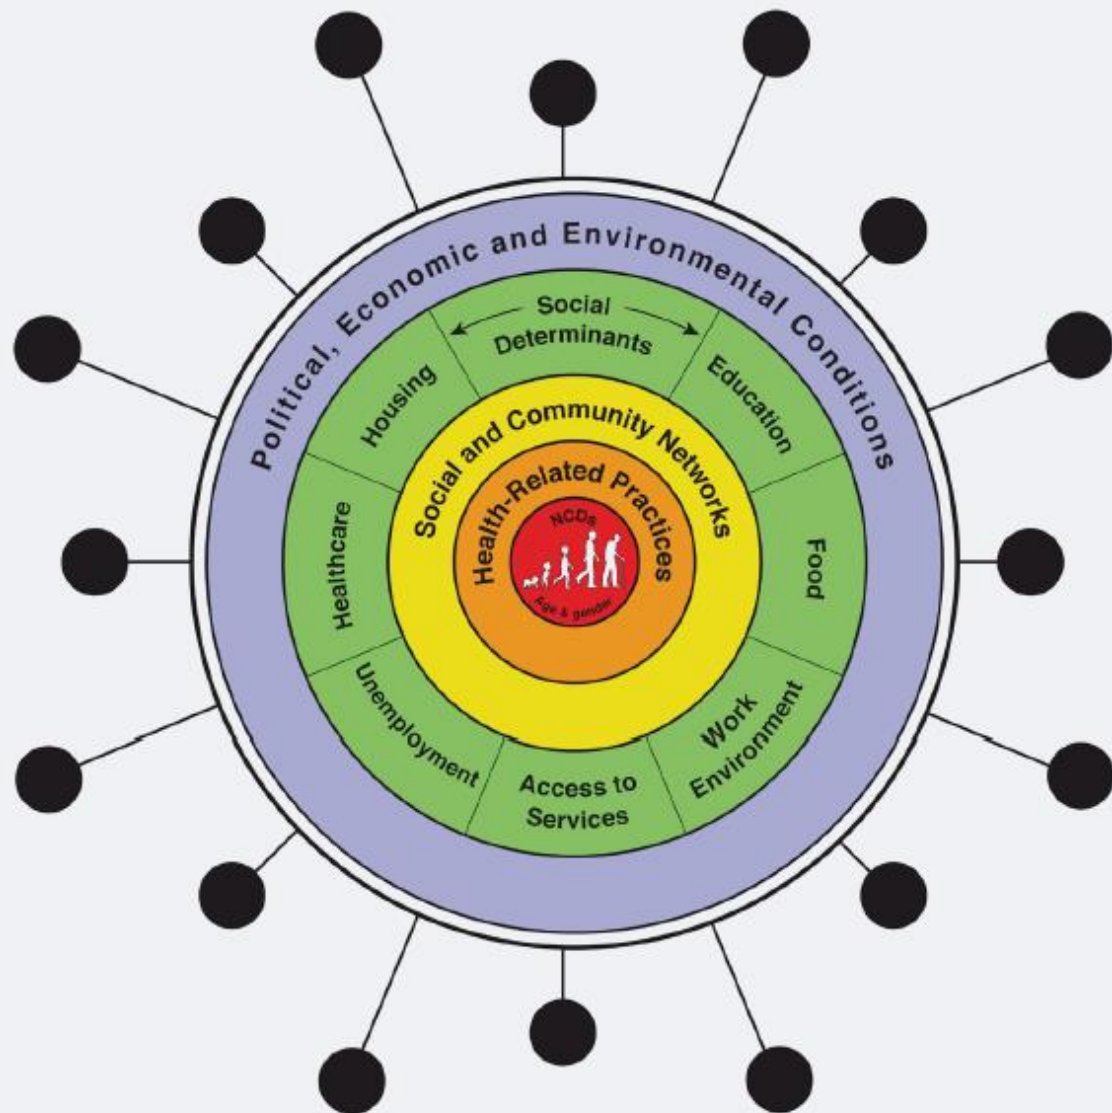 Political, Economic and Environmental Conditions
Social
Determinants
Housing
Education
Healthcare
Food
Unemployment
Work
Environment
Access to
Services
Social and Community Networks
Health-Related Practices
NCDs
Age & gender